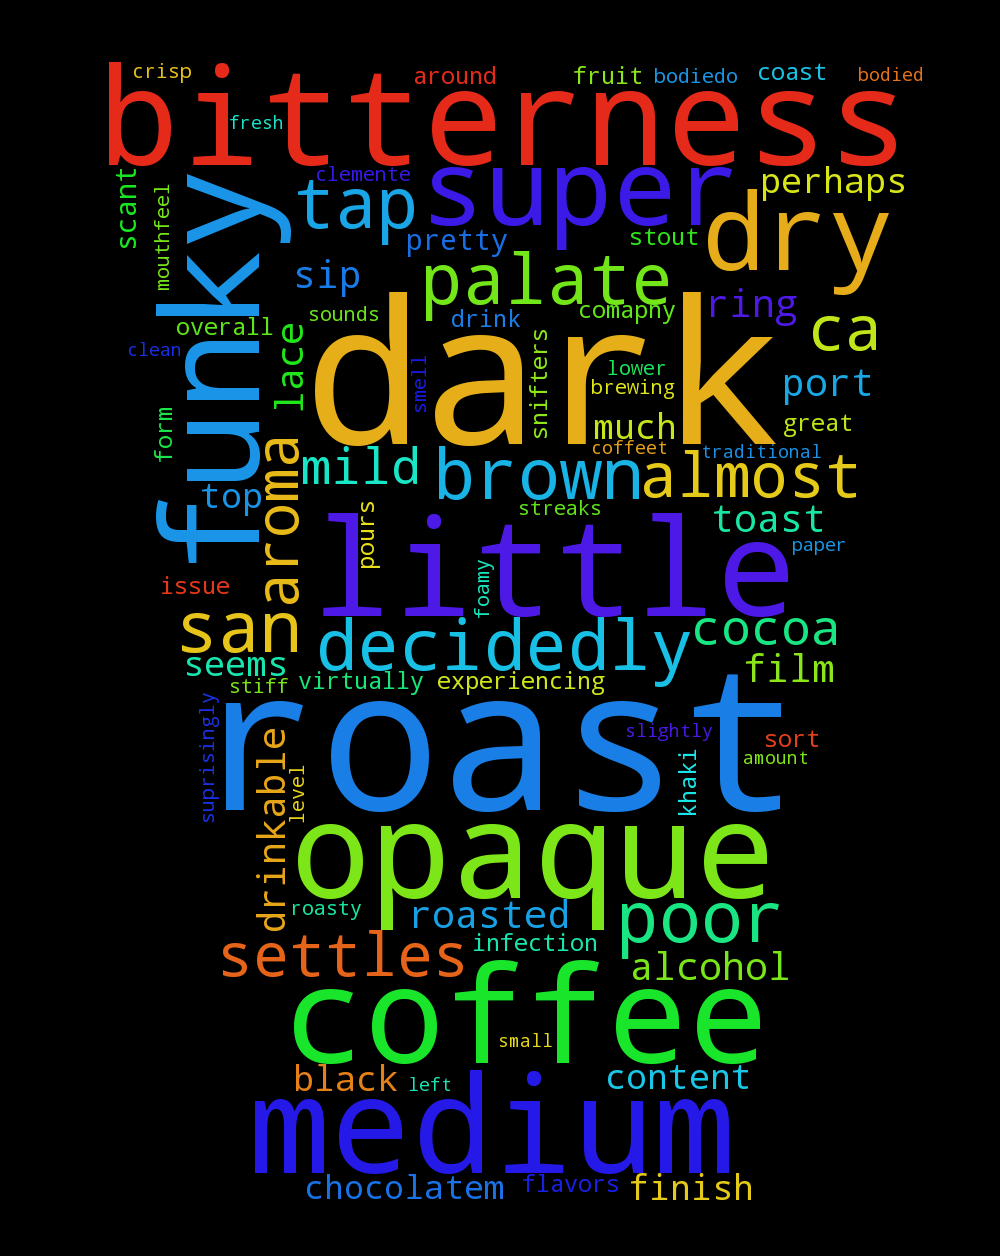 crisp around fruit bodiedo coast bodied
bitterness
fresh
scant mouthfeel funky clemente tap super perhaps
pretty stout dry
sip palate ring
overall sounds drink comaphy ca
clean lace dark smell snifters lower
brewing port
form much great
aroma mild coffeet traditional
top brown almost
pours streaks toast
little paper
issue foamy
san decidedly cocoa
seems film
stiff virtually experiencing
suprisingly roast slightly sort
drinkable level khaki amount
opaque
roasty roasted poor
settles infection alcohol
coffee
small
black left content
medium
chocolatem flavors finish